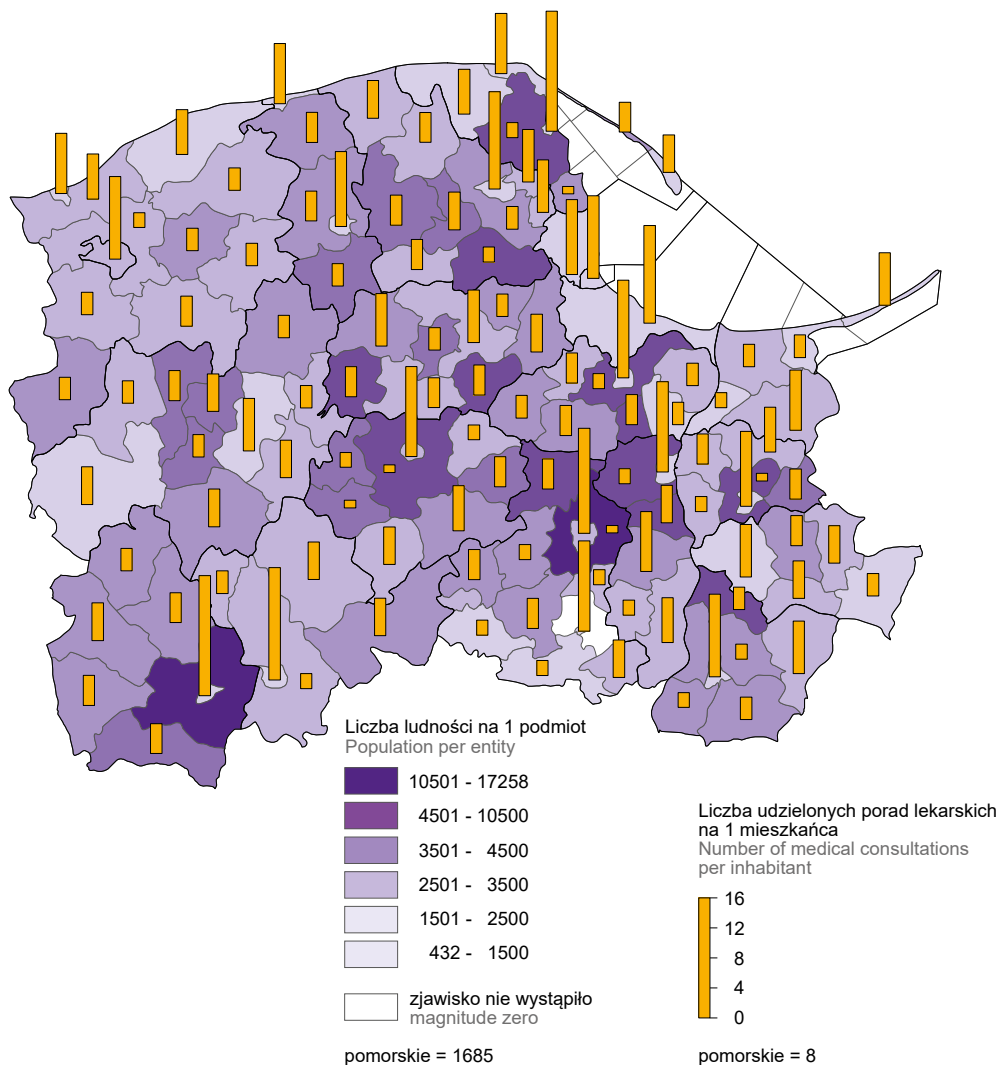 Liczba ludności na 1 podmiot
Population per entity
10501 - 17258
4501 - 10500
3501 - 4500
2501 - 3500
1501 - 2500
432 - 1500
zjawisko nie wystąpiło
magnitude zero
pomorskie = 1685
Liczba udzielonych porad lekarskich
na 1 mieszkańca
Number of medical consultations
per inhabitant
16
12
8
4
0
pomorskie = 8